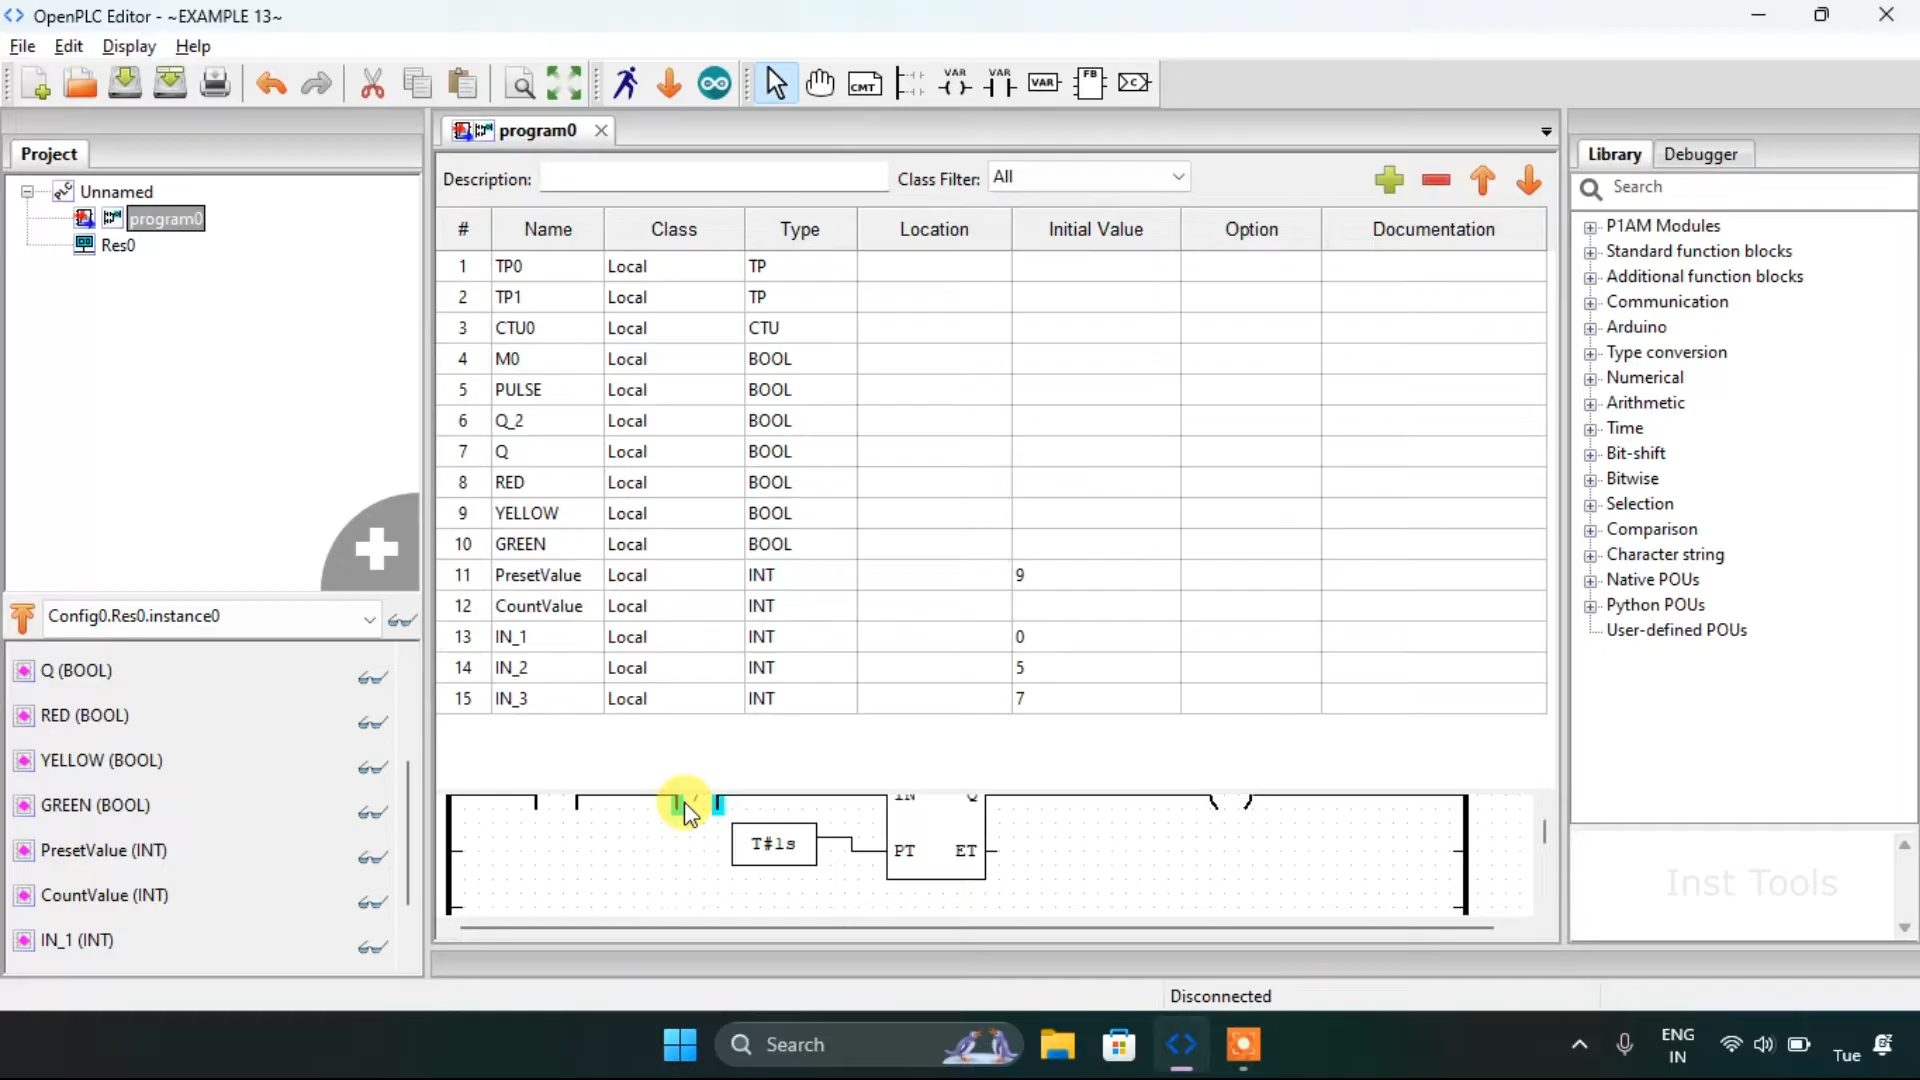 OpenPLC Editor - ~EXAMPLE 13~
File Edit Display Help
CMT VAR VAR VAR FB C
Project
Unnamed
program0
Res0
Config0.Res0.instance0
Q (BOOL)
RED (BOOL)
YELLOW (BOOL)
GREEN (BOOL)
PresetValue (INT)
CountValue (INT)
IN_1 (INT)
program0
Description: Class Filter: All
# Name Class Type Location Initial Value Option Documentation
1 TP0 Local TP
2 TP1 Local TP
3 CTU0 Local CTU
4 M0 Local BOOL
5 PULSE Local BOOL
6 Q_2 Local BOOL
7 Q Local BOOL
8 RED Local BOOL
9 YELLOW Local BOOL
10 GREEN Local BOOL
11 PresetValue Local INT 9
12 CountValue Local INT
13 IN_1 Local INT 0
14 IN_2 Local INT 5
15 IN_3 Local INT 7
IN Q
T#1s
PT ET
Library Debugger
Search
P1AM Modules
Standard function blocks
Additional function blocks
Communication
Arduino
Type conversion
Numerical
Arithmetic
Time
Bit-shift
Bitwise
Selection
Comparison
Character string
Native POUs
Python POUs
User-defined POUs
Inst Tools
Disconnected
Search
ENG
IN
Tue